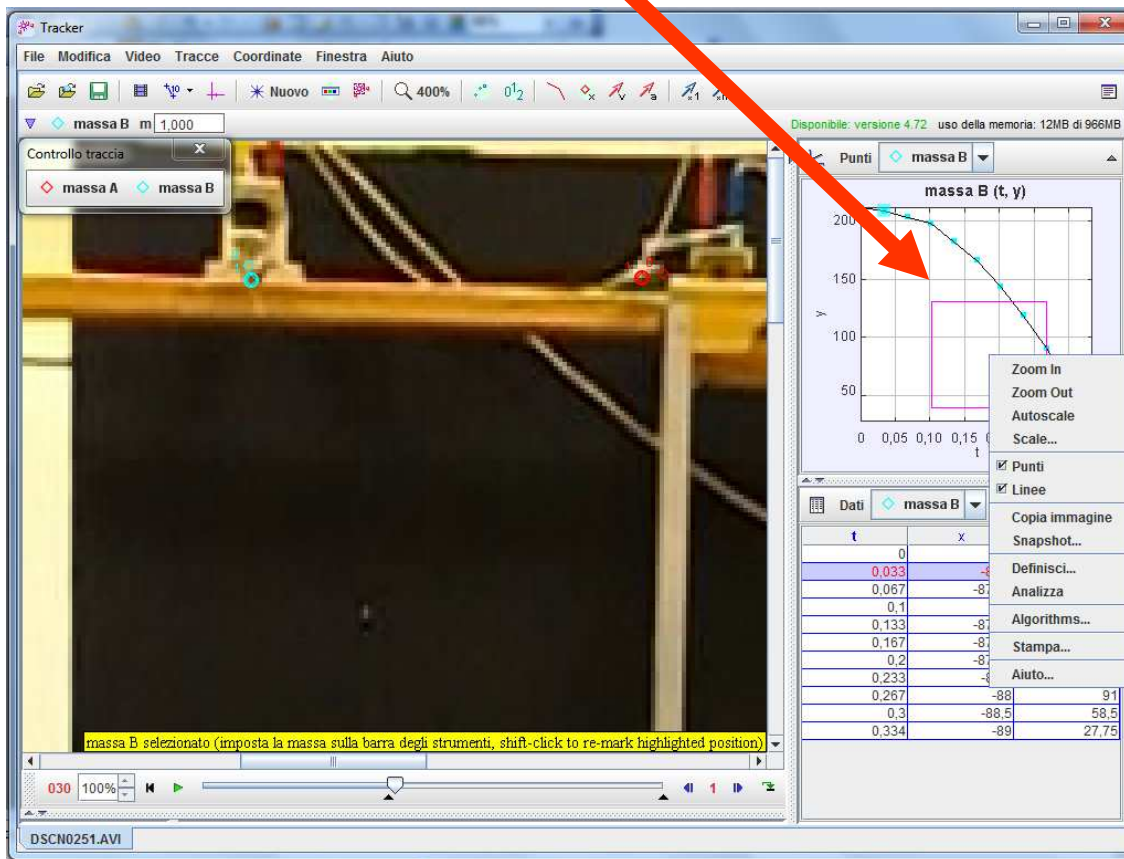 Tracker
File Modifica Video Tracce Coordinate Finestra Aiuto
Nuovo 400%
massa B m 1,000
Disponibile: versione 4.72 uso della memoria: 12MB di 966MB
Controllo traccia X
massa A massa B
Punti massa B
massa B (t, y)
200
150
100
50
y
0 0,05 0,10 0,15
t
Zoom In
Zoom Out
Autoscale
Scale...
Punti
Linee
Copia immagine
Snapshot...
Definisci...
Analizza
Algorithms...
Stampa...
Aiuto...
Dati massa B
t x
0
0,033
0,067 -87
0,1
0,133 -87
0,167 -87
0,2 -87
0,233
0,267 -88 91
0,3 -88,5 58,5
0,334 -89 27,75
massa B selezionato (imposta la massa sulla barra degli strumenti, shift-click to re-mark highlighted position)
030 100% 1
DSCN0251.AVI